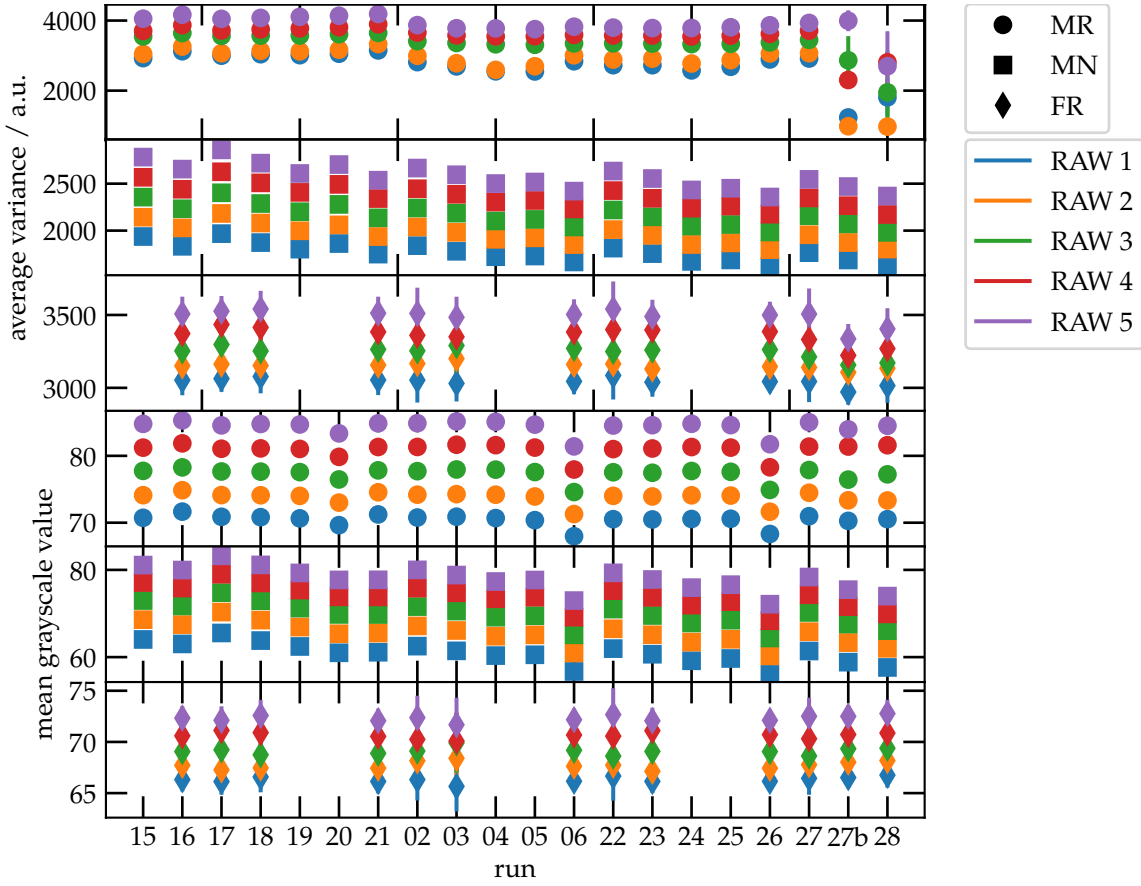 average variance / a.u.
mean grayscale value
4000
2000
2500
2000
3500
3000
80
70
80
60
75
70
65
15 16 17 18 19 20 21 02 03 04 05 06 22 23 24 25 26 27 27b 28
run
MR
MN
FR
RAW 1
RAW 2
RAW 3
RAW 4
RAW 5